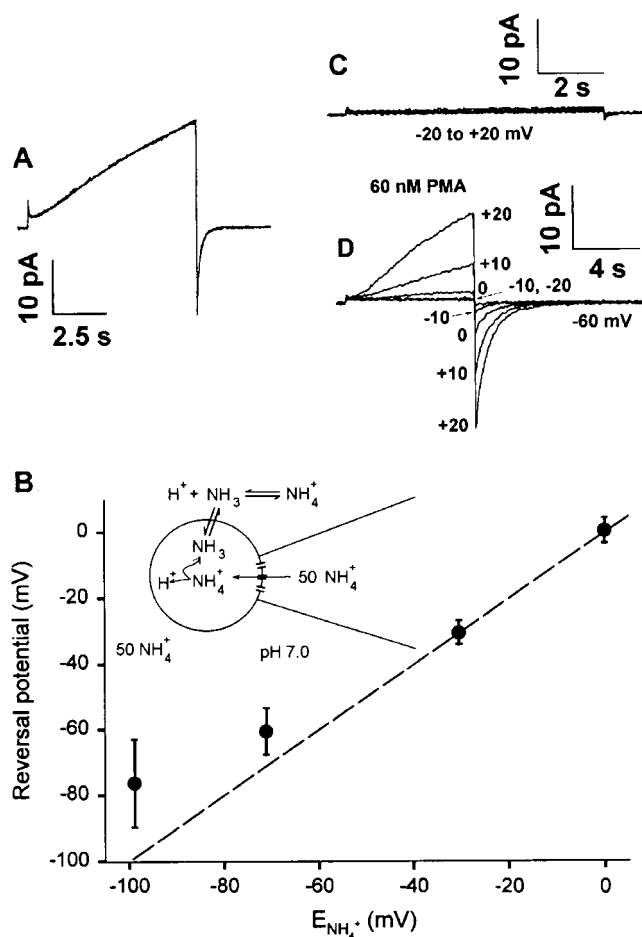 A
10 pA
2.5 s
C
10 pA
2 s
-20 to +20 mV
60 nM PMA
D
10 pA
4 s
+20
+10
0
-10, -20
-10
0
+10
+20
-60 mV
B
H⁺ + NH₃ ⇌ NH₄⁺
NH₃
H⁺ NH₄⁺
50 NH₄⁺
50 NH₄⁺
pH 7.0
Reversal potential (mV)
0
-20
-40
-60
-80
-100
-100 -80 -60 -40 -20 0
E_NH₄⁺ (mV)